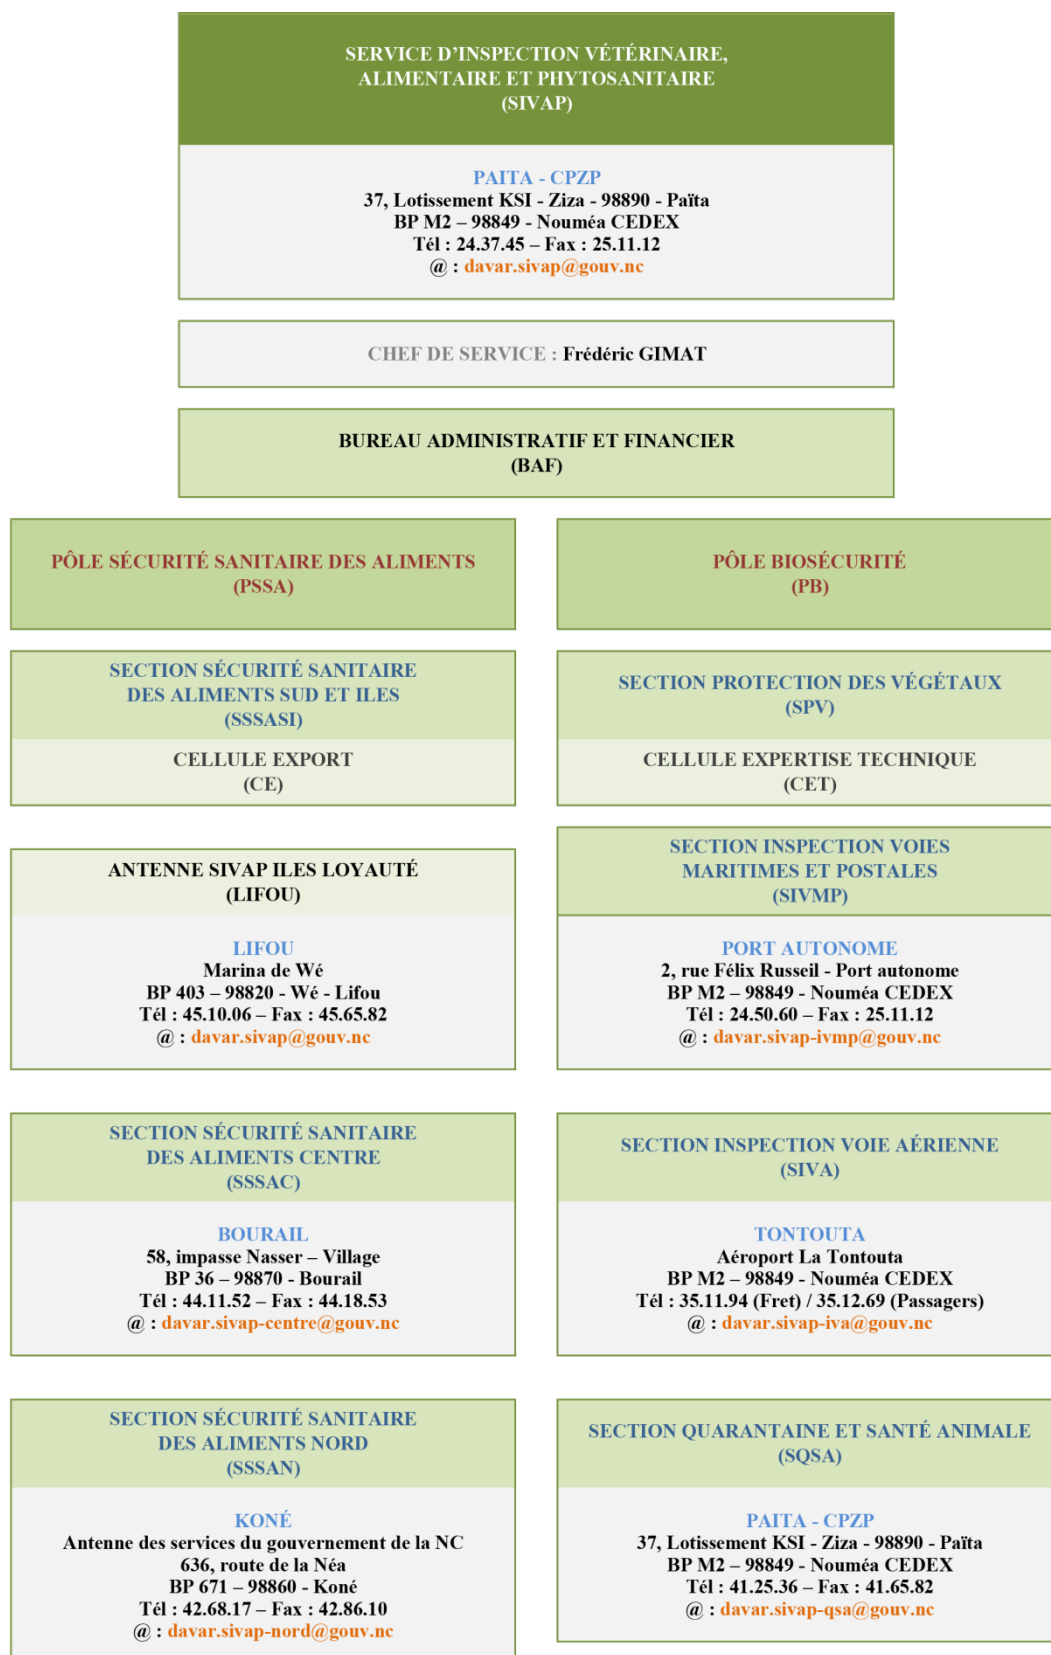 SERVICE D’INSPECTION VÉTÉRINAIRE,
ALIMENTAIRE ET PHYTOSANITAIRE
(SIVAP)
PAITA - CPZP
37, Lotissement KSI - Ziza - 98890 - Païta
BP M2 – 98849 - Nouméa CEDEX
Tél : 24.37.45 – Fax : 25.11.12
@ : davar.sivap@gouv.nc
CHEF DE SERVICE : Frédéric GIMAT
BUREAU ADMINISTRATIF ET FINANCIER
(BAF)
PÔLE SÉCURITÉ SANITAIRE DES ALIMENTS
(PSSA)
SECTION SÉCURITÉ SANITAIRE
DES ALIMENTS SUD ET ILES
(SSSASI)
CELLULE EXPORT
(CE)
ANTENNE SIVAP ILES LOYAUTÉ
(LIFOU)
LIFOU
Marina de Wé
BP 403 – 98820 - Wé - Lifou
Tél : 45.10.06 – Fax : 45.65.82
@ : davar.sivap@gouv.nc
SECTION SÉCURITÉ SANITAIRE
DES ALIMENTS CENTRE
(SSSAC)
BOURAIL
58, impasse Nasser – Village
BP 36 – 98870 - Bourail
Tél : 44.11.52 – Fax : 44.18.53
@ : davar.sivap-centre@gouv.nc
SECTION SÉCURITÉ SANITAIRE
DES ALIMENTS NORD
(SSSAN)
KONÉ
Antenne des services du gouvernement de la NC
636, route de la Néa
BP 671 – 98860 - Koné
Tél : 42.68.17 – Fax : 42.86.10
@ : davar.sivap-nord@gouv.nc
PÔLE BIOSÉCURITÉ
(PB)
SECTION PROTECTION DES VÉGÉTAUX
(SPV)
CELLULE EXPERTISE TECHNIQUE
(CET)
SECTION INSPECTION VOIES
MARITIMES ET POSTALES
(SIVMP)
PORT AUTONOME
2, rue Félix Russeil - Port autonome
BP M2 – 98849 - Nouméa CEDEX
Tél : 24.50.60 – Fax : 25.11.12
@ : davar.sivap-ivmp@gouv.nc
SECTION INSPECTION VOIE AÉRIENNE
(SIVA)
TONTOUTA
Aéroport La Tontouta
BP M2 – 98849 - Nouméa CEDEX
Tél : 35.11.94 (Fret) / 35.12.69 (Passagers)
@ : davar.sivap-iva@gouv.nc
SECTION QUARANTAINE ET SANTÉ ANIMALE
(SQSA)
PAITA - CPZP
37, Lotissement KSI - Ziza - 98890 - Païta
BP M2 – 98849 - Nouméa CEDEX
Tél : 41.25.36 – Fax : 41.65.82
@ : davar.sivap-qsa@gouv.nc